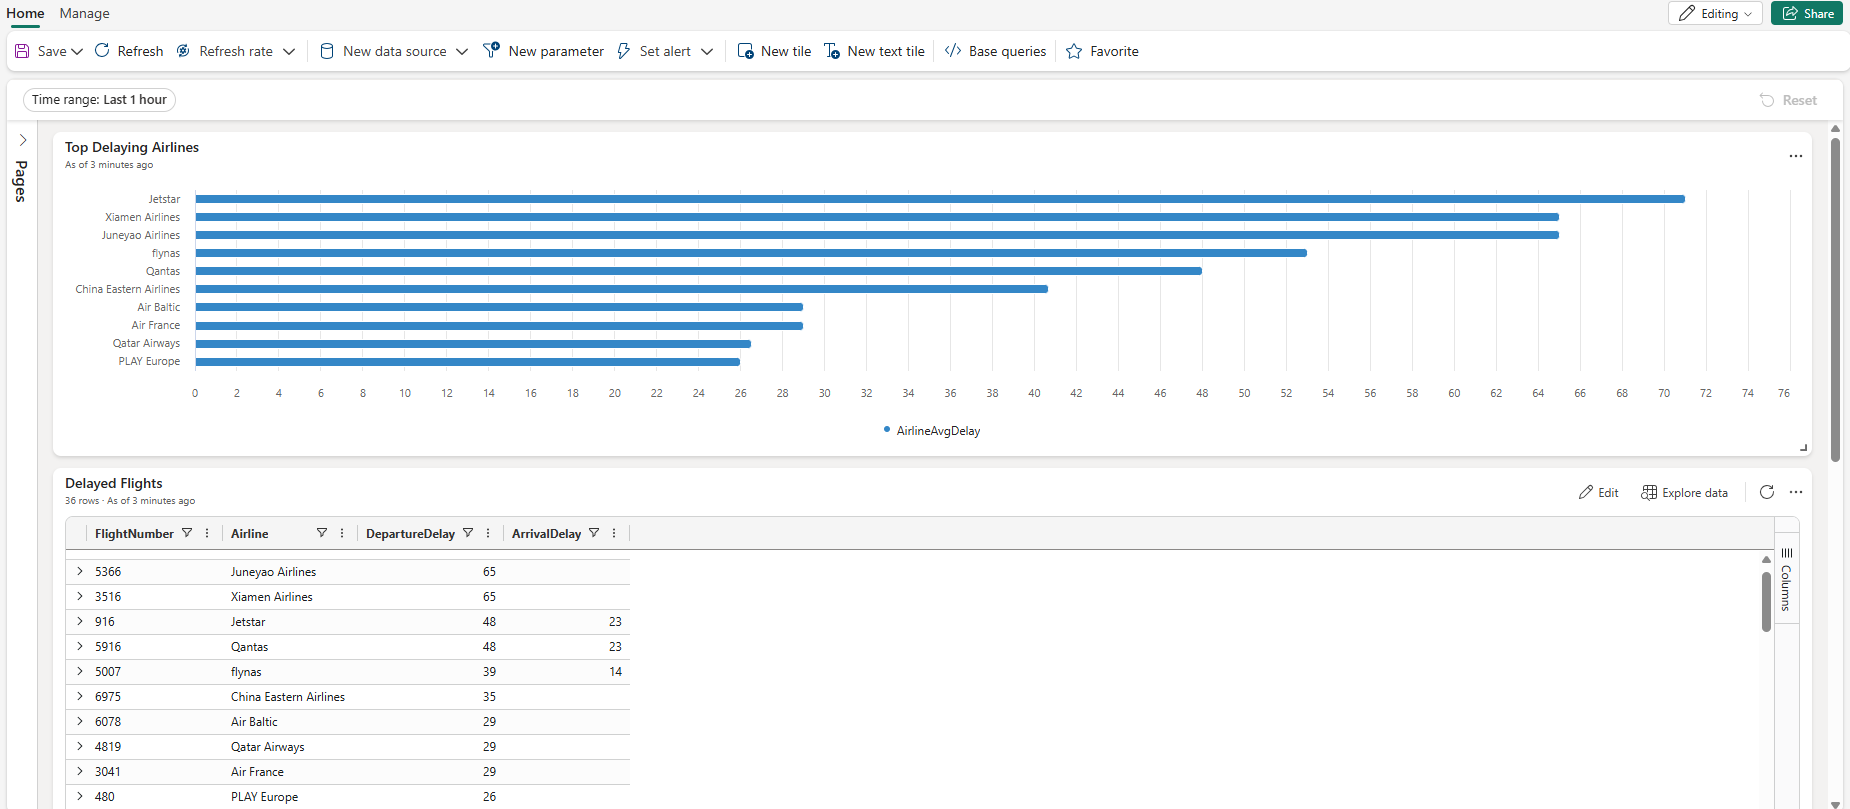 Home Manage Editing Share
Save Refresh Refresh rate New data source New parameter Set alert New tile New text tile Base queries Favorite
Time range: Last 1 hour Reset
Pages
Top Delaying Airlines
As of 3 minutes ago
Jetstar
Xiamen Airlines
Juneyao Airlines
flynas
Qantas
China Eastern Airlines
Air Baltic
Air France
Qatar Airways
PLAY Europe
0 2 4 6 8 10 12 14 16 18 20 22 24 26 28 30 32 34 36 38 40 42 44 46 48 50 52 54 56 58 60 62 64 66 68 70 72 74 76
AirlineAvgDelay
Delayed Flights
36 rows · As of 3 minutes ago
Edit Explore data
FlightNumber Airline DepartureDelay ArrivalDelay
Columns
5366 Juneyao Airlines 65
3516 Xiamen Airlines 65
916 Jetstar 48 23
5916 Qantas 48 23
5007 flynas 39 14
6975 China Eastern Airlines 35
6078 Air Baltic 29
4819 Qatar Airways 29
3041 Air France 29
480 PLAY Europe 26